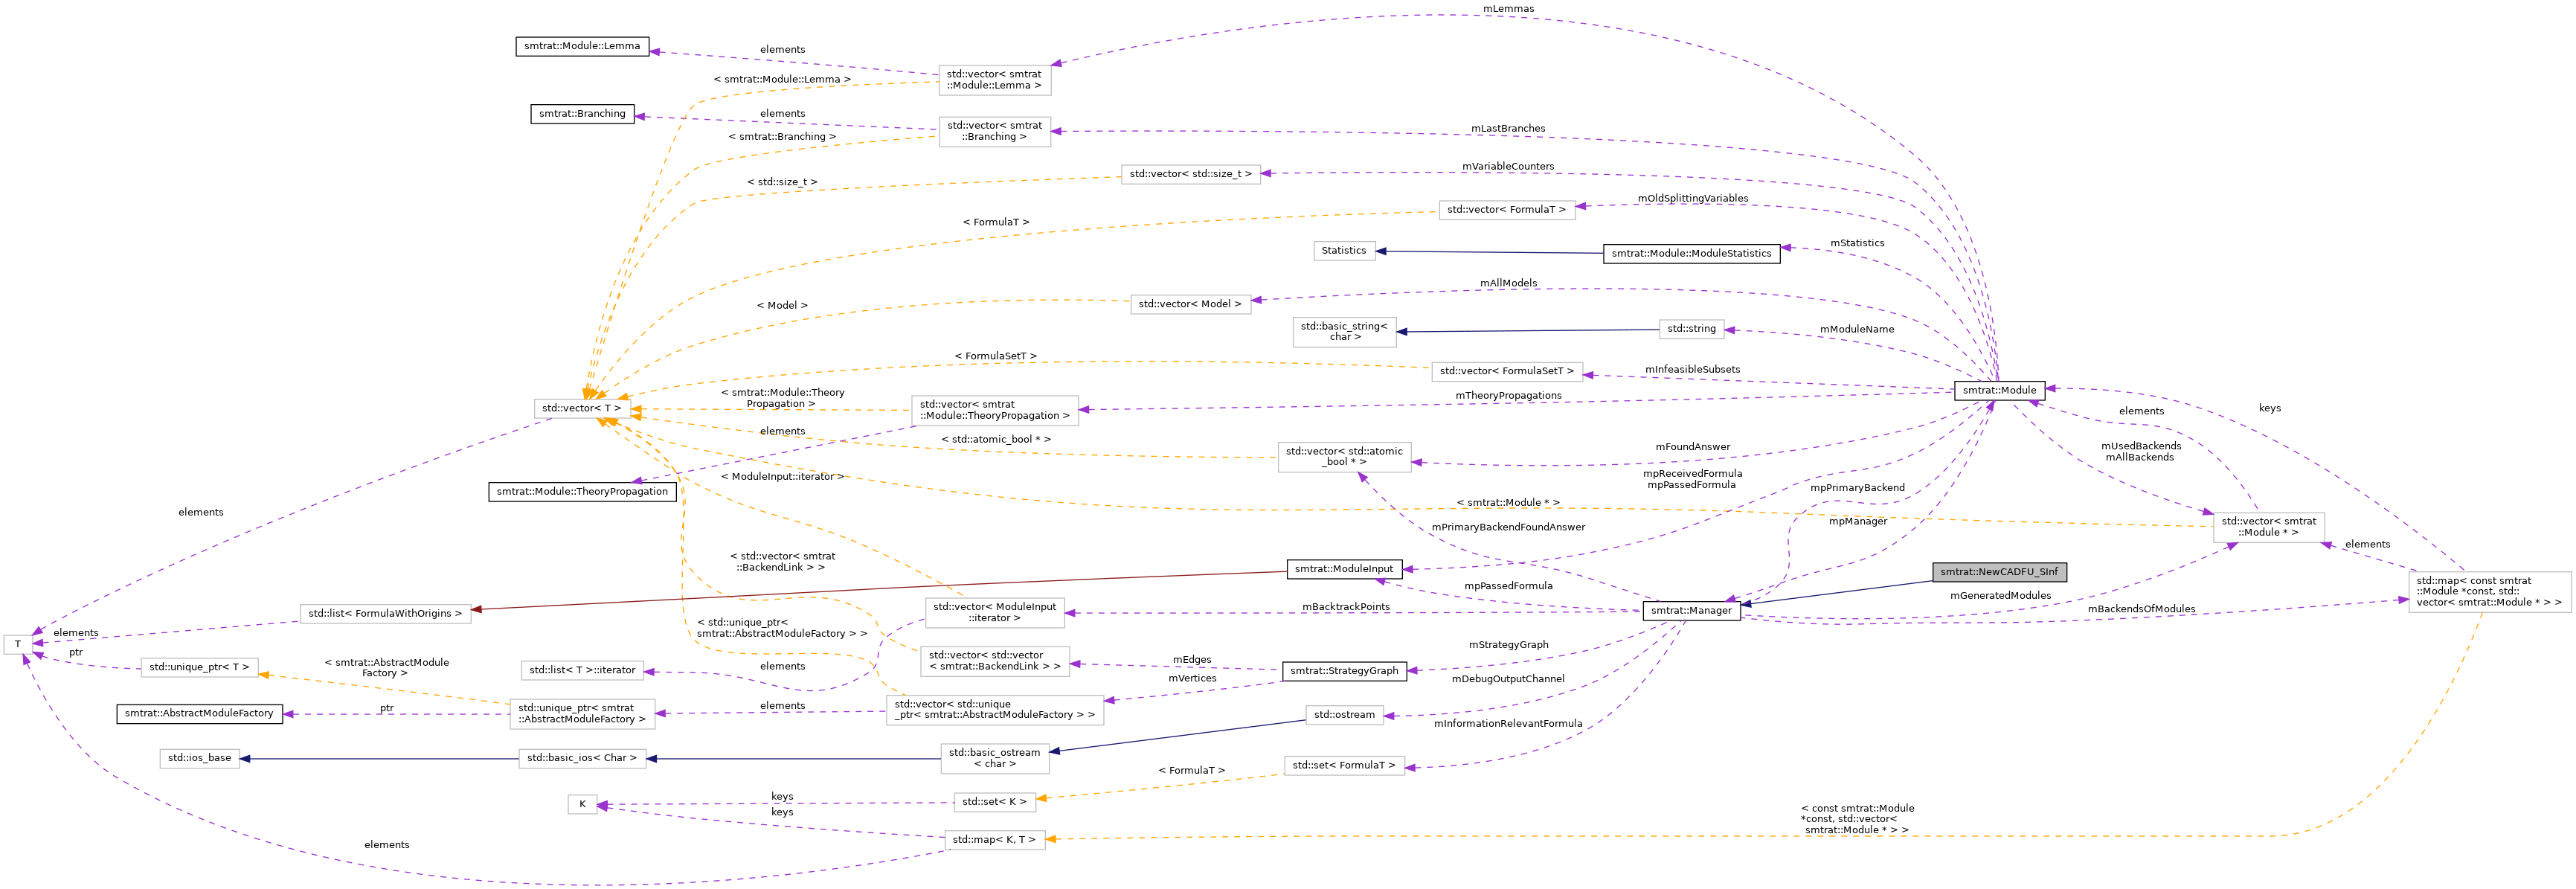 mLemmas
smtrat::Module::Lemma
elements
std::vector< smtrat
::Module::Lemma >
< smtrat::Module::Lemma >
smtrat::Branching
elements
std::vector< smtrat
::Branching >
mLastBranches
< smtrat::Branching >
mVariableCounters
std::vector< std::size_t >
< std::size_t >
mOldSplittingVariables
std::vector< FormulaT >
< FormulaT >
mStatistics
Statistics
smtrat::Module::ModuleStatistics
mAllModels
< Model >
std::vector< Model >
std::basic_string<
char >
std::string
mModuleName
< FormulaSetT >
std::vector< FormulaSetT >
mInfeasibleSubsets
smtrat::Module
std::vector< T >
< smtrat::Module::Theory
Propagation >
std::vector< smtrat
::Module::TheoryPropagation >
mTheoryPropagations
keys
elements
elements
< std::atomic_bool * >
std::vector< std::atomic
_bool * >
mFoundAnswer
mUsedBackends
mAllBackends
< ModuleInput::iterator >
mpReceivedFormula
mpPassedFormula
mpPrimaryBackend
smtrat::Module::TheoryPropagation
< smtrat::Module * >
elements
mPrimaryBackendFoundAnswer
mpManager
std::vector< smtrat
::Module * >
elements
< std::vector< smtrat
::BackendLink > >
smtrat::ModuleInput
smtrat::NewCADFU_SInf
mpPassedFormula
mGeneratedModules
std::map< const smtrat
::Module *const, std::
vector< smtrat::Module * > >
std::list< FormulaWithOrigins >
std::vector< ModuleInput
::iterator >
mBacktrackPoints
smtrat::Manager
mBackendsOfModules
< std::unique_ptr<
smtrat::AbstractModuleFactory > >
elements
T
ptr
std::unique_ptr< T >
< smtrat::AbstractModule
Factory >
std::list< T >::iterator
elements
std::vector< std::vector
< smtrat::BackendLink > >
mEdges
mVertices
smtrat::StrategyGraph
mStrategyGraph
mDebugOutputChannel
smtrat::AbstractModuleFactory
ptr
std::unique_ptr< smtrat
::AbstractModuleFactory >
elements
std::vector< std::unique
_ptr< smtrat::AbstractModuleFactory > >
std::ostream
mInformationRelevantFormula
std::ios_base
std::basic_ios< Char >
std::basic_ostream
< char >
< FormulaT >
std::set< FormulaT >
K
keys
keys
std::set< K >
elements
std::map< K, T >
< const smtrat::Module
*const, std::vector<
smtrat::Module * > >